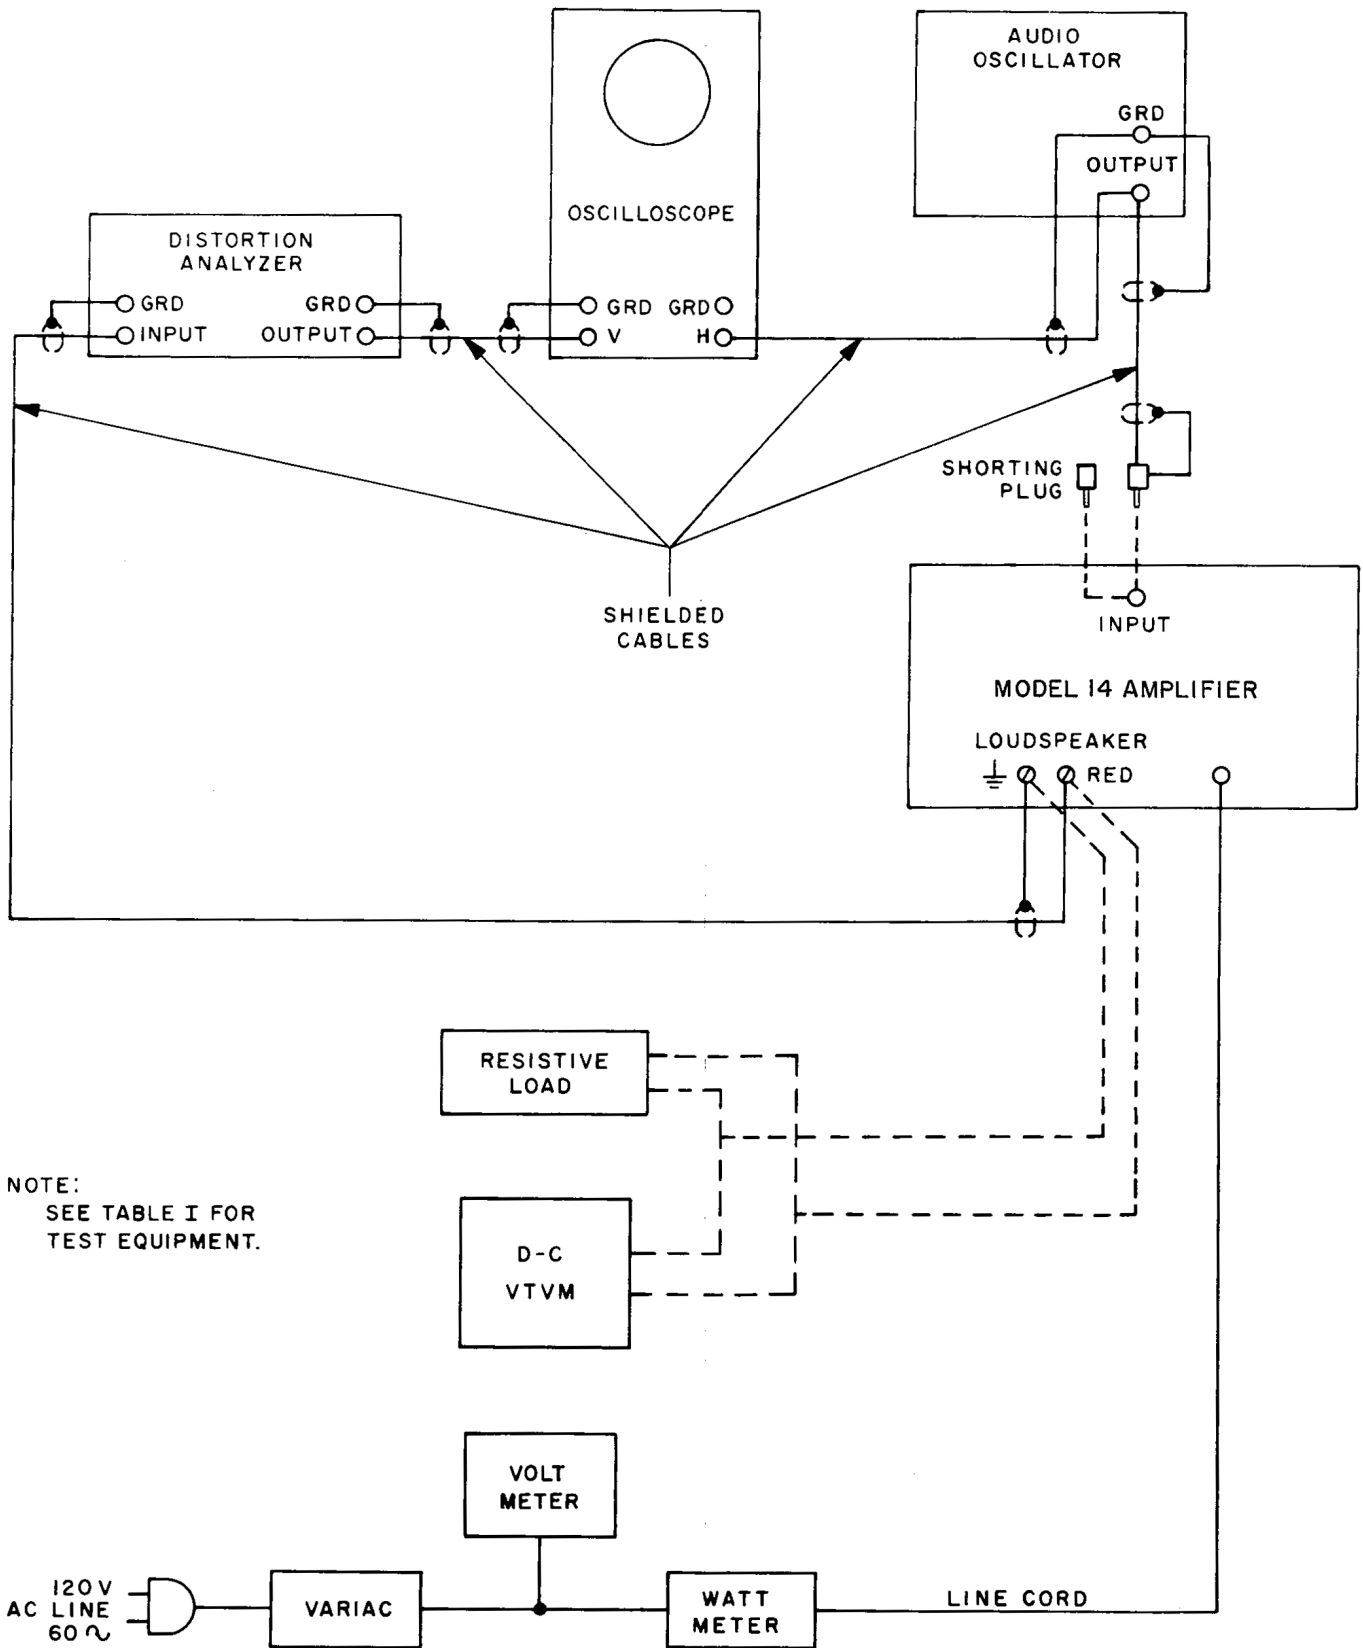 AUDIO
OSCILLATOR
GRD
OUTPUT
OSCILLOSCOPE
GRD GRD
V H
DISTORTION
ANALYZER
GRD GRD
INPUT OUTPUT
SHORTING
PLUG
SHIELDED
CABLES
INPUT
MODEL 14 AMPLIFIER
LOUDSPEAKER
RED
RESISTIVE
LOAD
NOTE:
SEE TABLE I FOR
TEST EQUIPMENT.
D-C
VTVM
VOLT
METER
120 V
AC LINE
60 ~
VARIAC
WATT
METER
LINE CORD